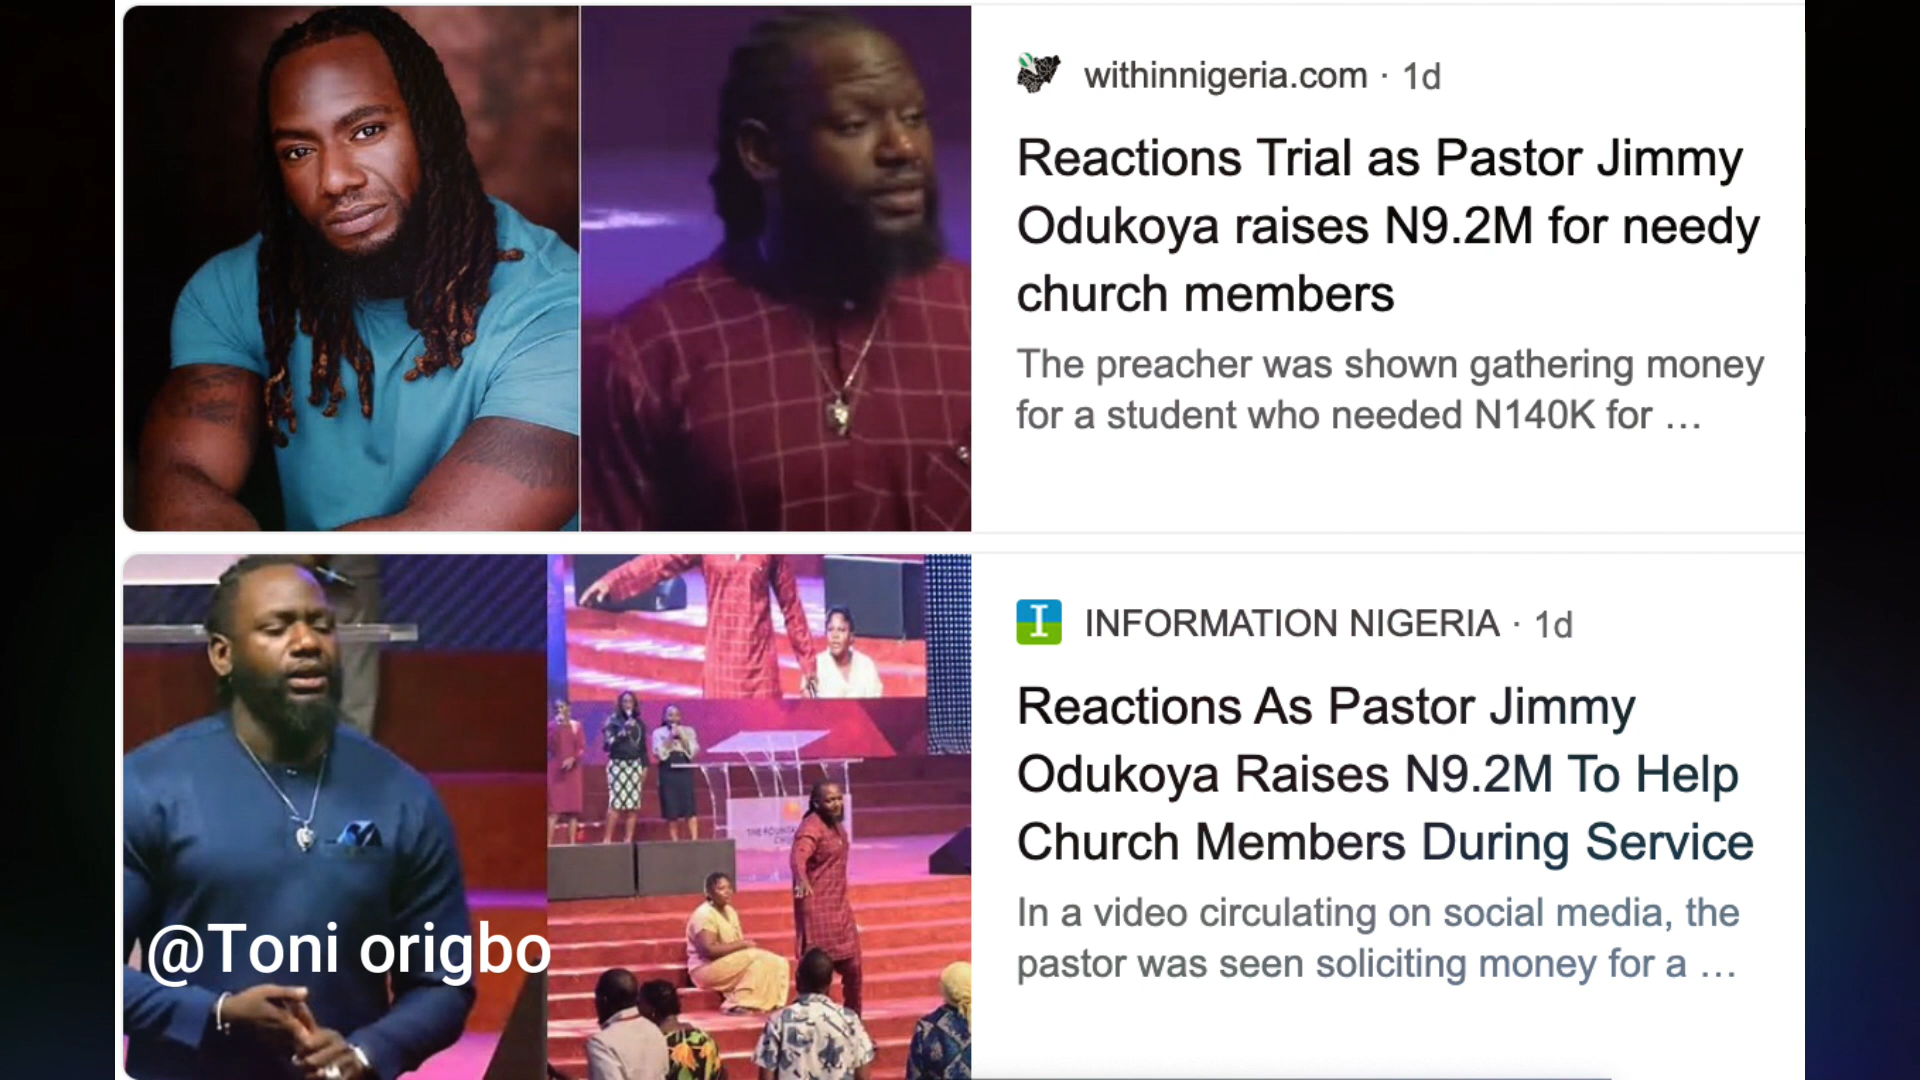 withinnigeria.com · 1d
Reactions Trial as Pastor Jimmy
Odukoya raises N9.2M for needy
church members
The preacher was shown gathering money
for a student who needed N140K for ...
I
INFORMATION NIGERIA · 1d
Reactions As Pastor Jimmy
Odukoya Raises N9.2M To Help
Church Members During Service
In a video circulating on social media, the
pastor was seen soliciting money for a ...
@Toni origbo